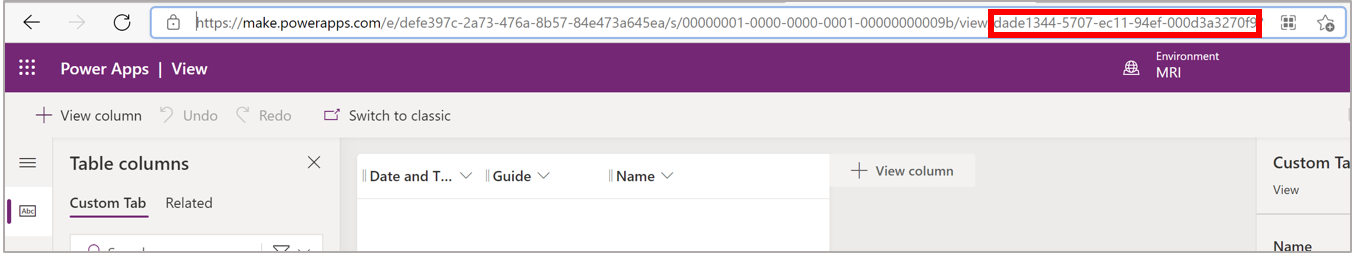 https://make.powerapps.com/e/defe397c-2a73-476a-8b57-84e473a645ea/s/00000001-0000-0000-0001-00000000009b/view/dade1344-5707-ec11-94ef-000d3a3270f9
Power Apps | View
Environment
MRI
View column Undo Redo Switch to classic
Table columns
Date and T... Guide Name
View column
Custom Ta
View
Custom Tab Related
Abc
Name